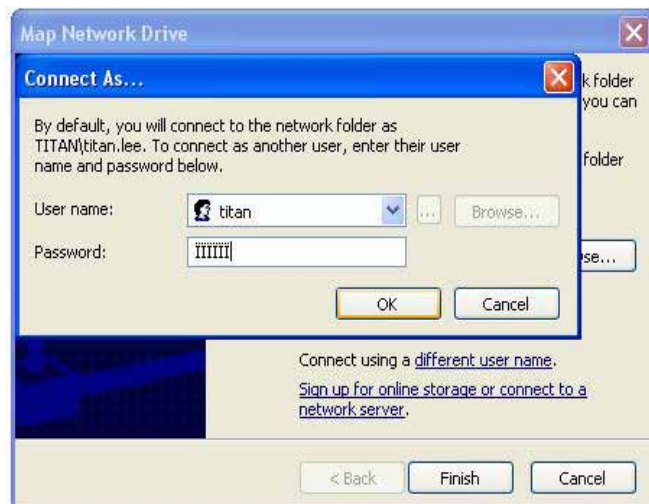 Map Network Drive
Connect As...
k folder
you can
By default, you will connect to the network folder as
TITAN\titan.lee. To connect as another user, enter their user
name and password below.
folder
User name:
titan
...
Browse...
Password:
ÏÏÏÏÏÏ
se...
OK
Cancel
Connect using a different user name.
Sign up for online storage or connect to a
network server.
< Back
Finish
Cancel